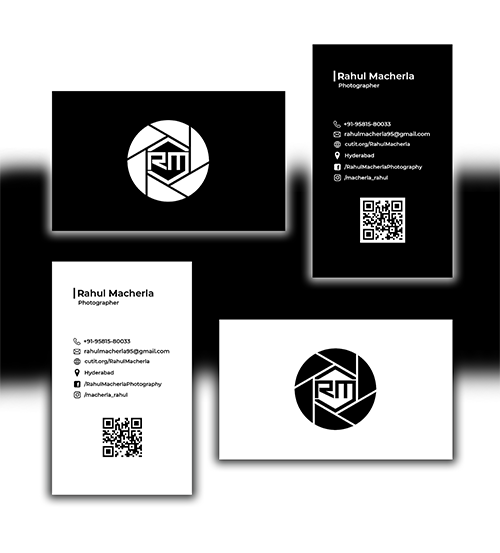 RM
Rahul Macherla
Photographer
+91-95815-80033
rahulmacherla95@gmail.com
cutit.org/RahulMacherla
Hyderabad
/RahulMacherlaPhotography
/macherla_rahul
Rahul Macherla
Photographer
+91-95815-80033
rahulmacherla95@gmail.com
cutit.org/RahulMacherla
Hyderabad
/RahulMacherlaPhotography
/macherla_rahul
RM